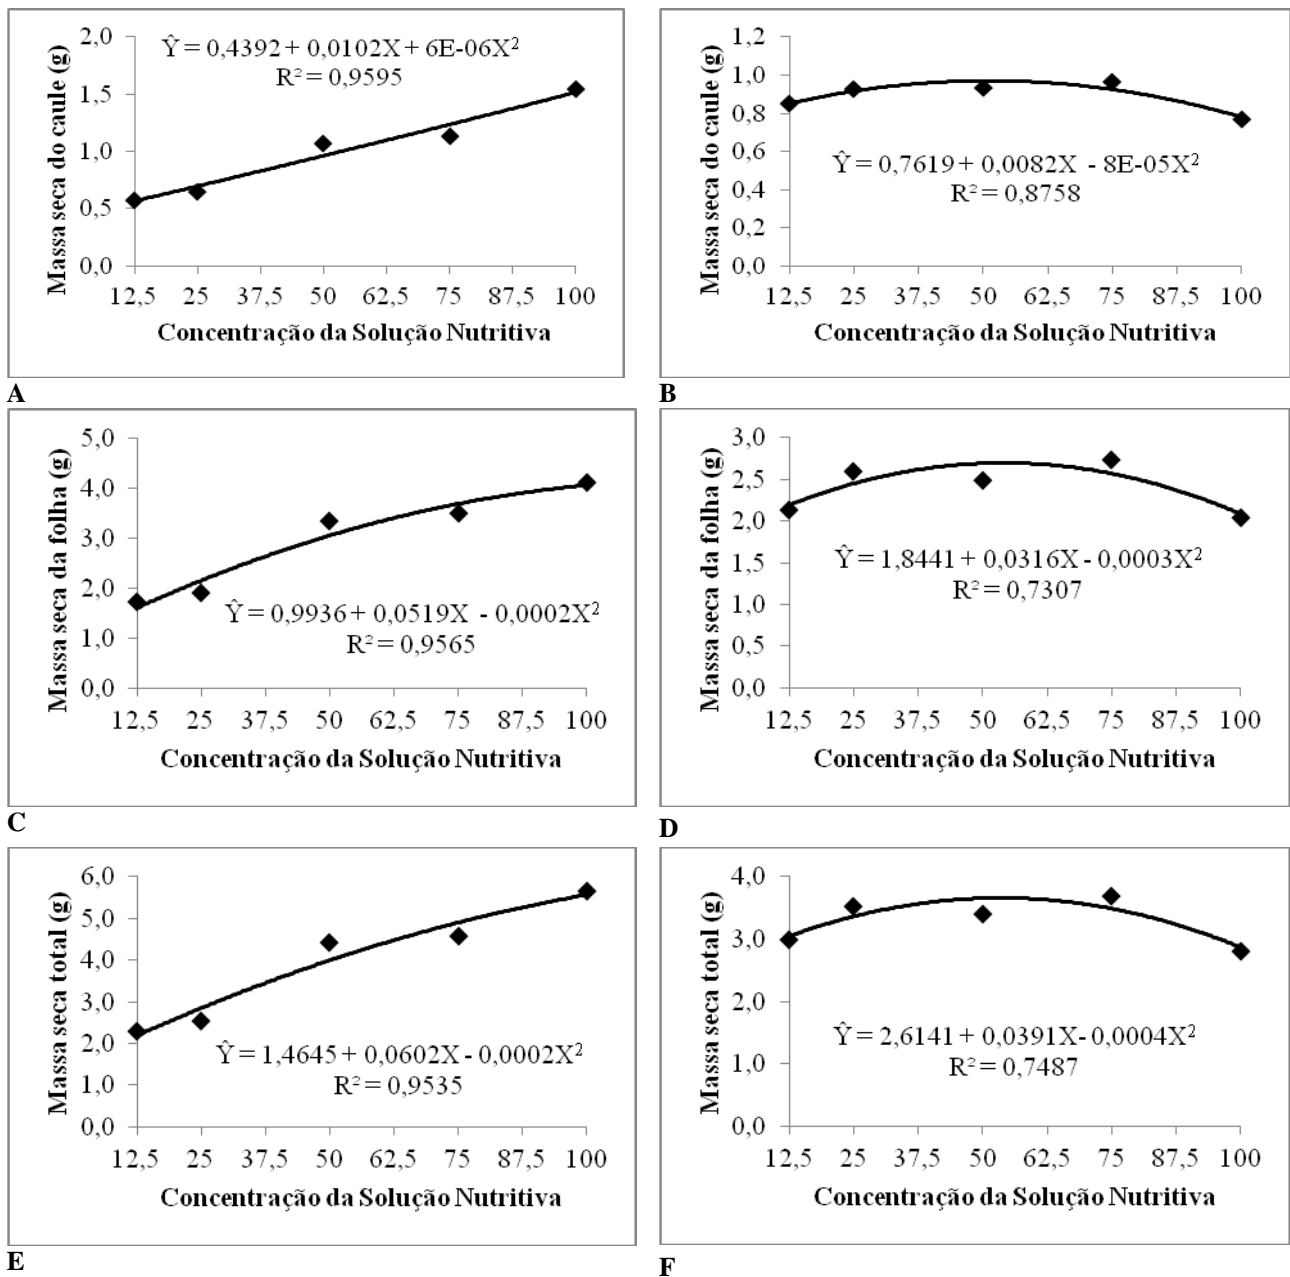 2,0
1,5
1,0
0,5
0,0
Massa seca do caule (g)
Ŷ = 0,4392 + 0,0102X + 6E-06X²
R² = 0,9595
12,5 25 37,5 50 62,5 75 87,5 100
Concentração da Solução Nutritiva
A
1,2
1,0
0,8
0,6
0,4
0,2
0,0
Massa seca do caule (g)
Ŷ = 0,7619 + 0,0082X - 8E-05X²
R² = 0,8758
12,5 25 37,5 50 62,5 75 87,5 100
Concentração da Solução Nutritiva
B
5,0
4,0
3,0
2,0
1,0
0,0
Massa seca da folha (g)
Ŷ = 0,9936 + 0,0519X - 0,0002X²
R² = 0,9565
12,5 25 37,5 50 62,5 75 87,5 100
Concentração da Solução Nutritiva
C
3,0
2,5
2,0
1,5
1,0
0,5
0,0
Massa seca da folha (g)
Ŷ = 1,8441 + 0,0316X - 0,0003X²
R² = 0,7307
12,5 25 37,5 50 62,5 75 87,5 100
Concentração da Solução Nutritiva
D
6,0
5,0
4,0
3,0
2,0
1,0
0,0
Massa seca total (g)
Ŷ = 1,4645 + 0,0602X - 0,0002X²
R² = 0,9535
12,5 25 37,5 50 62,5 75 87,5 100
Concentração da Solução Nutritiva
E
4,0
3,0
2,0
1,0
0,0
Massa seca total (g)
Ŷ = 2,6141 + 0,0391X- 0,0004X²
R² = 0,7487
12,5 25 37,5 50 62,5 75 87,5 100
Concentração da Solução Nutritiva
F